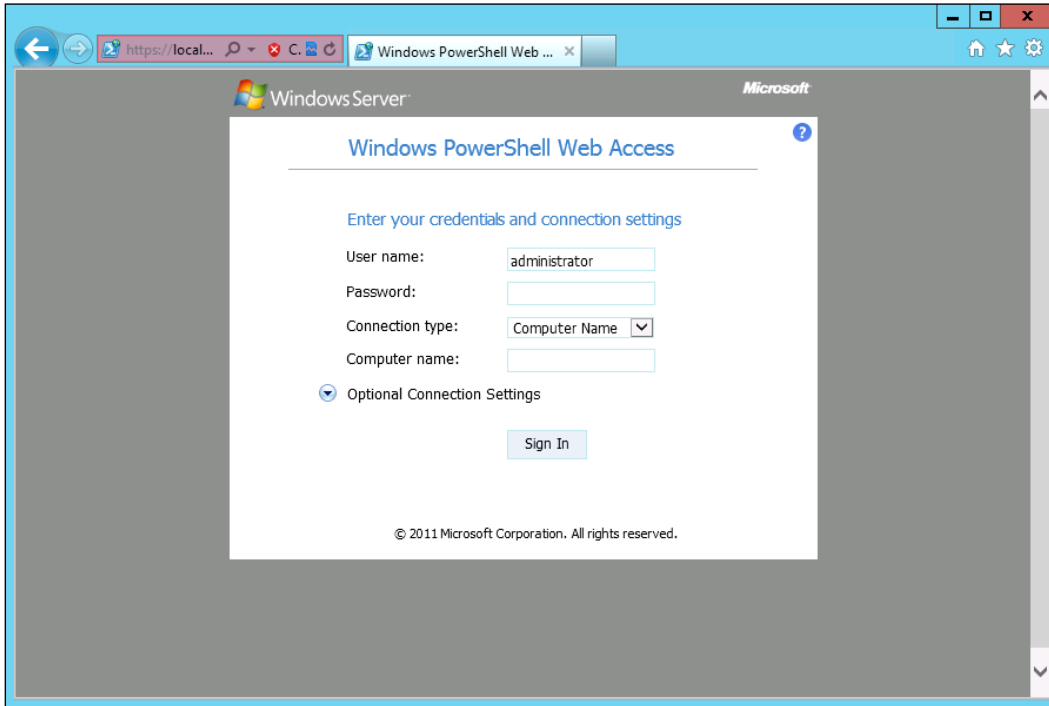 https://local... C.
Windows PowerShell Web ...
Windows Server
Microsoft
Windows PowerShell Web Access
Enter your credentials and connection settings
User name: administrator
Password:
Connection type: Computer Name
Computer name:
Optional Connection Settings
Sign In
© 2011 Microsoft Corporation. All rights reserved.